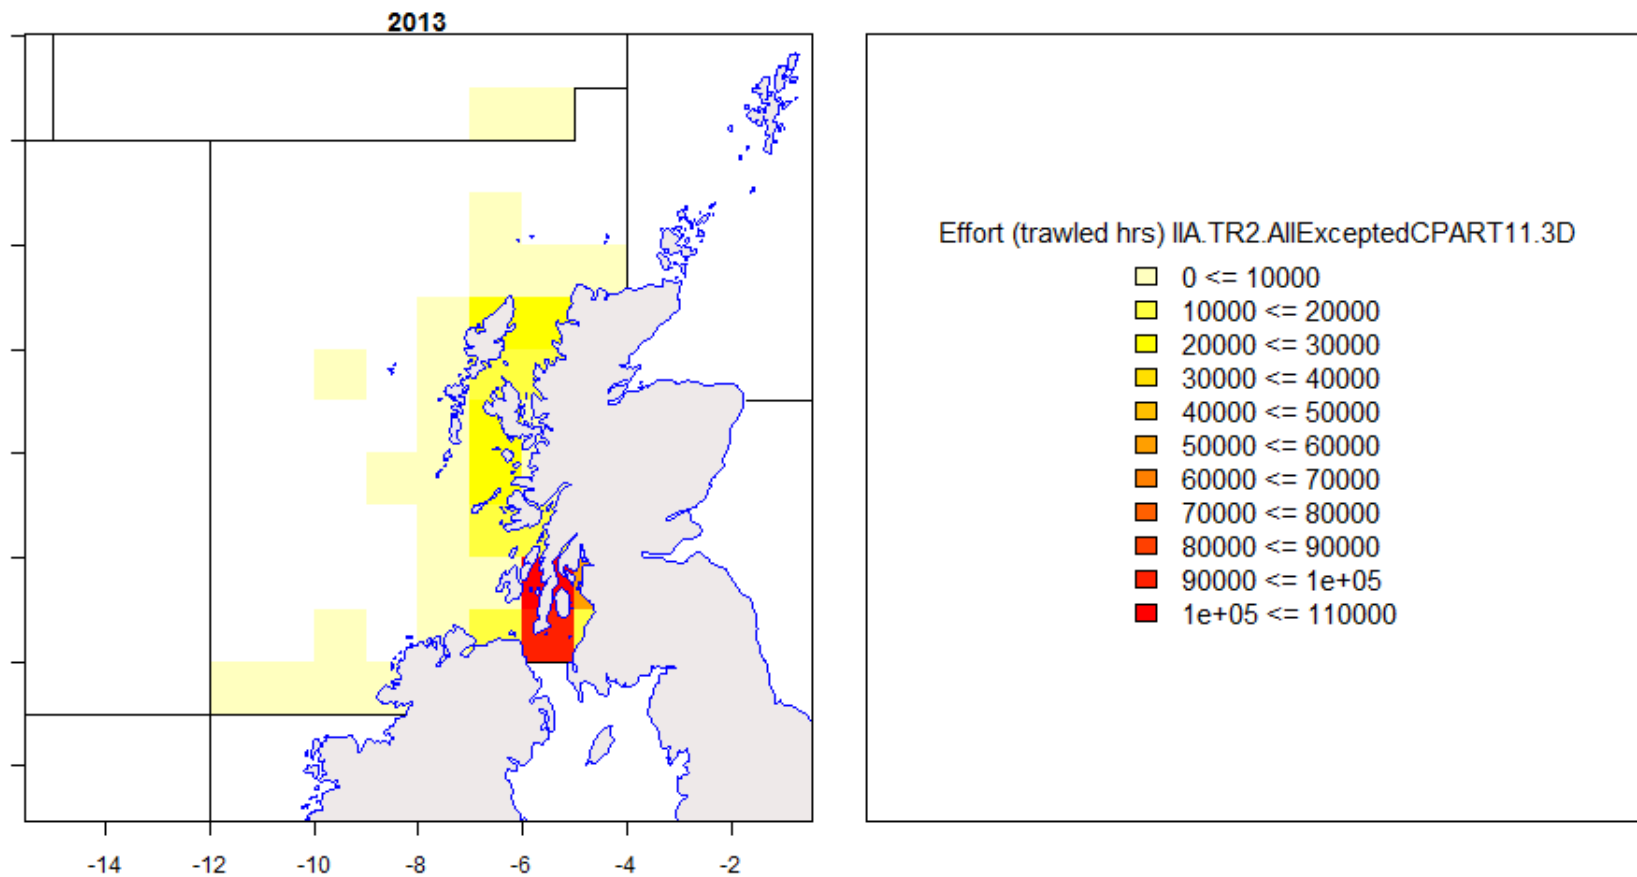 2013
Effort (trawled hrs) IIA.TR2.AllExceptedCPART11.3D
0 <= 10000
10000 <= 20000
20000 <= 30000
30000 <= 40000
40000 <= 50000
50000 <= 60000
60000 <= 70000
70000 <= 80000
80000 <= 90000
90000 <= 1e+05
1e+05 <= 110000
-14 -12 -10 -8 -6 -4 -2